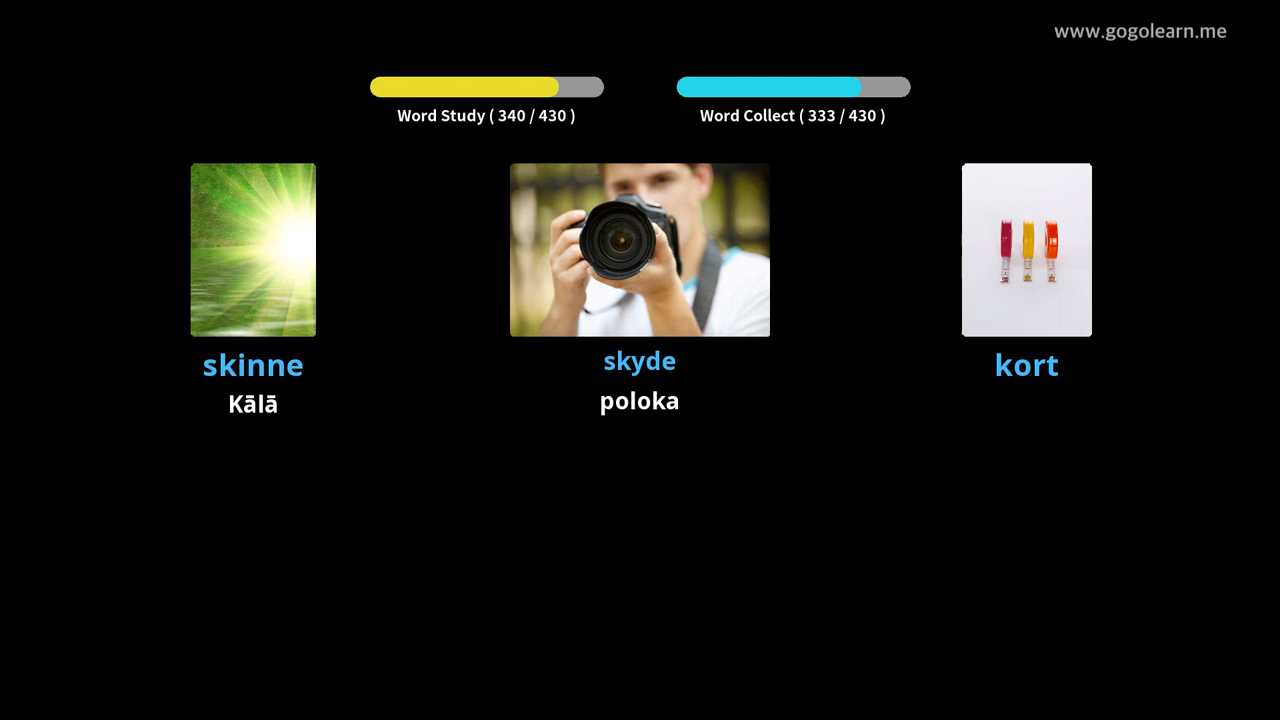 www.gogolearn.me
Word Study ( 340 / 430 )
Word Collect ( 333 / 430 )
skinne
Kālā
skyde
poloka
kort